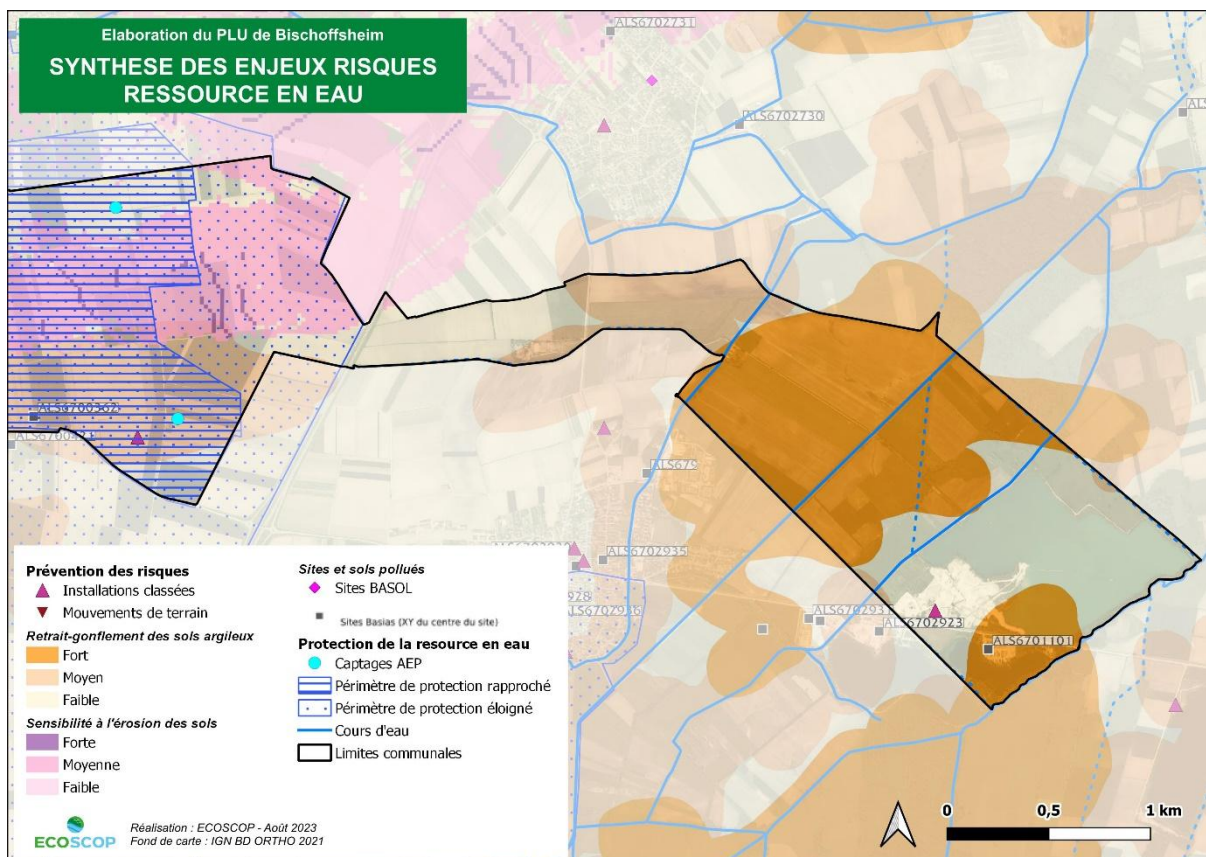 Elaboration du PLU de Bischoffsheim
SYNTHESE DES ENJEUX RISQUES
RESSOURCE EN EAU
ALS6702731
ALS6702730
ALS6700362
ALS679
ALS6702935
ALS6702936
ALS6702923
ALS6701101
Prévention des risques
Installations classées
Mouvements de terrain
Retrait-gonflement des sols argileux
Fort
Moyen
Faible
Sensibilité à l'érosion des sols
Forte
Moyenne
Faible
Sites et sols pollués
Sites BASOL
Sites Basias (XY du centre du site)
Protection de la resource en eau
Captages AEP
Périmètre de protection rapproché
Périmètre de protection éloigné
Cours d'eau
Limites communales
ECOSCOP
Réalisation : ECOSCOP - Août 2023
Fond de carte : IGN BD ORTHO 2021
0 0,5 1 km